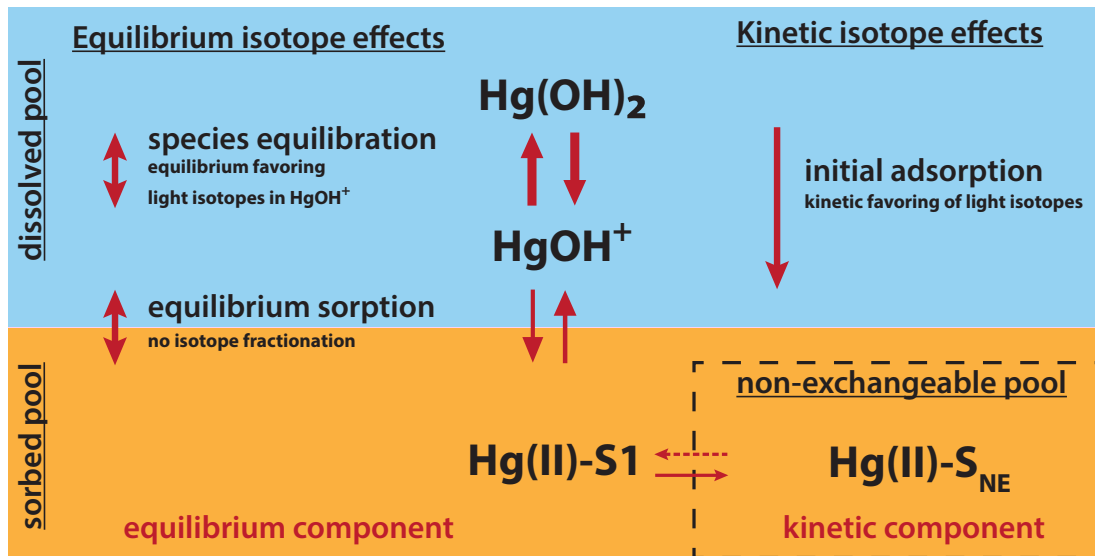 Equilibrium isotope effects
Kinetic isotope effects
dissolved pool
Hg(OH)₂
species equilibration
equilibrium favoring
light isotopes in HgOH⁺
initial adsorption
kinetic favoring of light isotopes
HgOH⁺
equilibrium sorption
no isotope fractionation
sorbed pool
non-exchangeable pool
Hg(II)-S1
Hg(II)-S_NE
equilibrium component
kinetic component